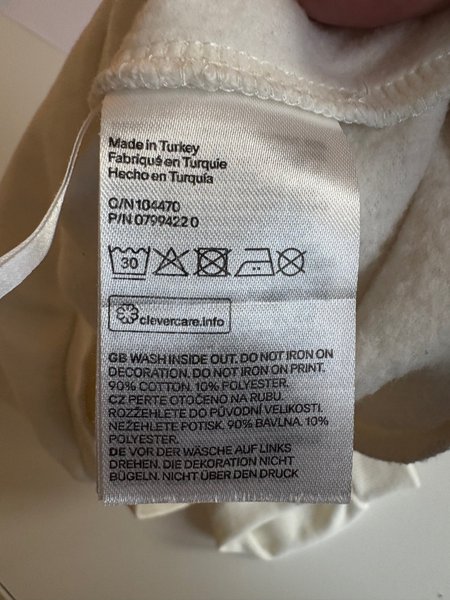 Made in Turkey
Fabriqué en Turquie
Hecho en Turquía
O/N 104470
P/N 0799422 0
30
clevercare.info
GB WASH INSIDE OUT. DO NOT IRON ON
DECORATION. DO NOT IRON ON PRINT.
90% COTTON. 10% POLYESTER.
CZ PERTE OTOČENO NA RUBU.
ROZŽEHLETE DO PŮVODNÍ VELIKOSTI.
NEŽEHLETE POTISK. 90% BAVLNA. 10%
POLYESTER.
DE VOR DER WÄSCHE AUF LINKS
DREHEN. DIE DEKORATION NICHT
BÜGELN. NICHT ÜBER DEN DRUCK